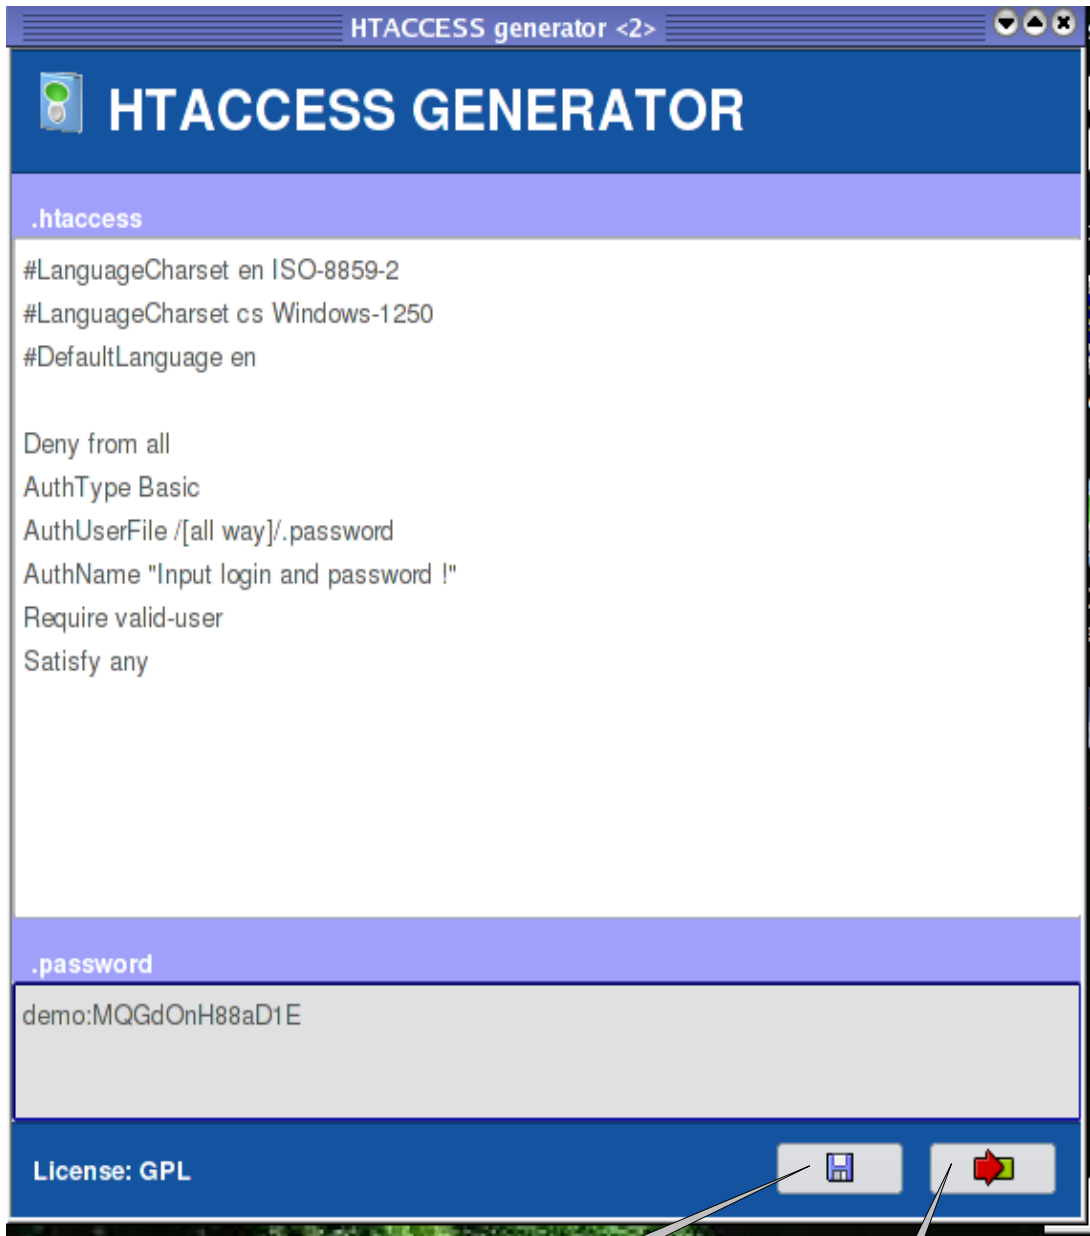 HTACCESS generator <2>
HTACCESS GENERATOR
.htaccess
#LanguageCharset en ISO-8859-2
#LanguageCharset cs Windows-1250
#DefaultLanguage en
Deny from all
AuthType Basic
AuthUserFile /[all way]/.password
AuthName "Input login and password !"
Require valid-user
Satisfy any
.password
demo:MQGdOnH88aD1E
License: GPL